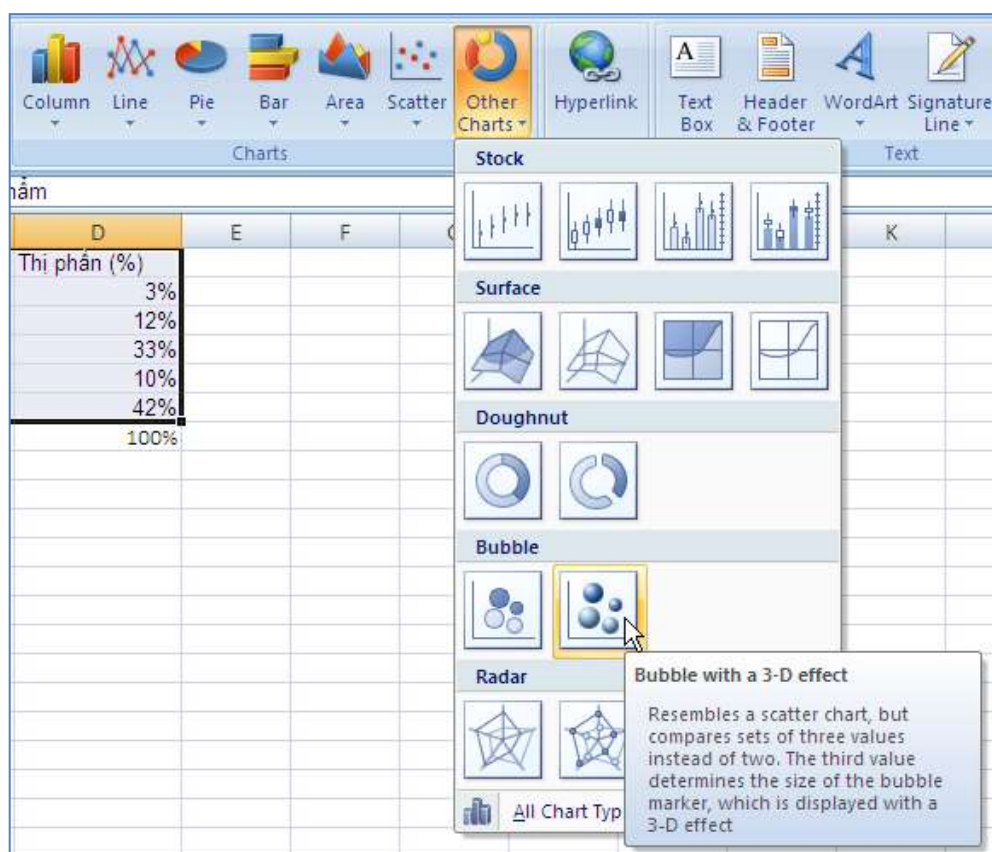 Column Line Pie Bar Area Scatter Other Charts Hyperlink Text Box Header & Footer WordArt Signature Line
Charts Text
Stock
D E F K
Thị phần (%)
3%
Surface
12%
33%
10%
42%
Doughnut
100%
Bubble
Radar
Bubble with a 3-D effect
Resembles a scatter chart, but
compares sets of three values
instead of two. The third value
determines the size of the bubble
marker, which is displayed with a
3-D effect
All Chart Typ